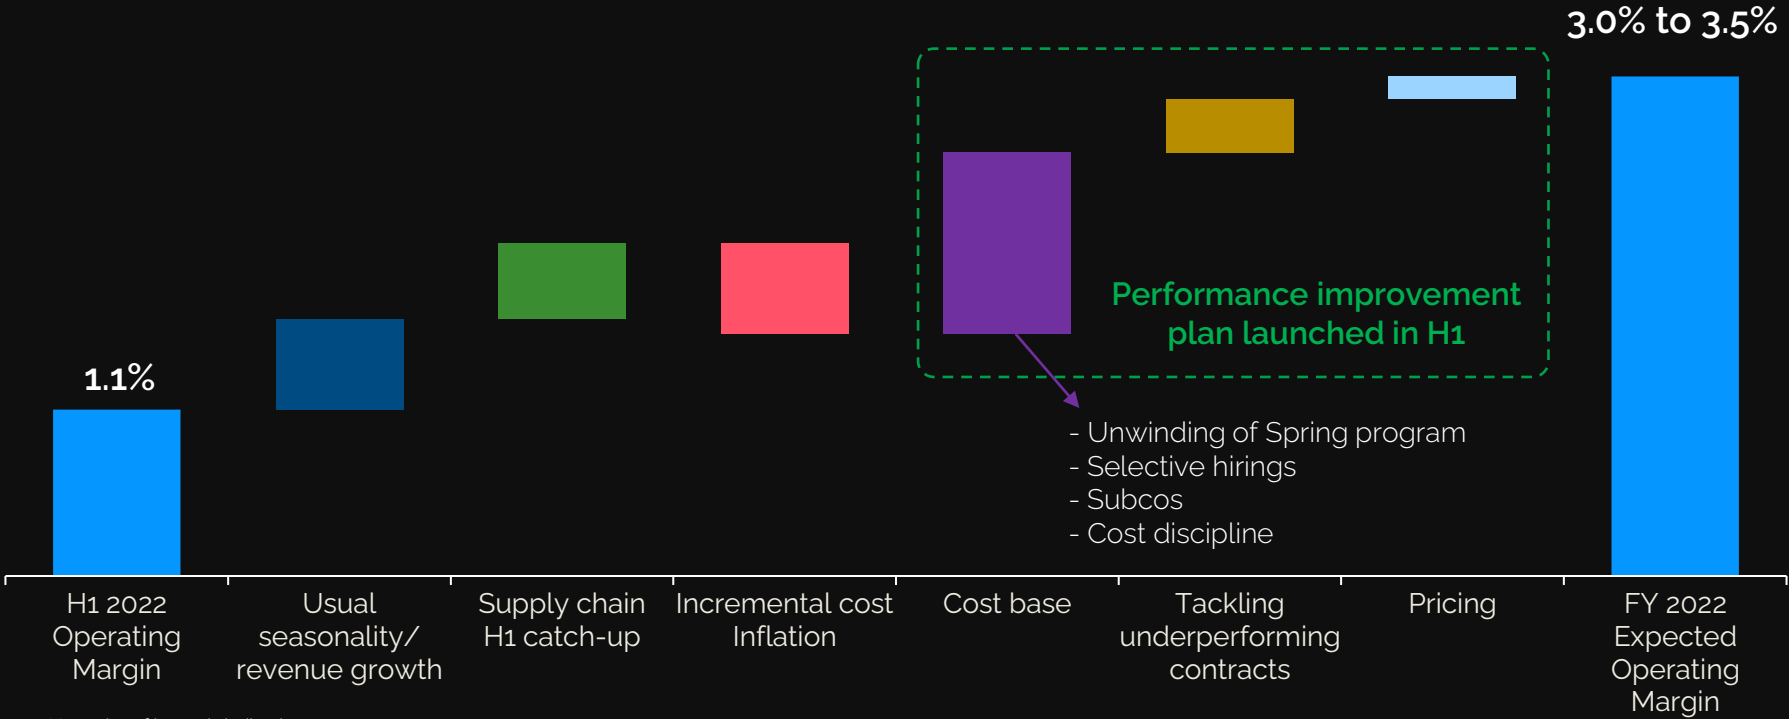 3.0% to 3.5%
1.1%
Performance improvement
plan launched in H1
- Unwinding of Spring program
- Selective hirings
- Subcos
- Cost discipline
H1 2022
Operating
Margin
Usual
seasonality/
revenue growth
Supply chain
H1 catch-up
Incremental cost
Inflation
Cost base
Tackling
underperforming
contracts
Pricing
FY 2022
Expected
Operating
Margin